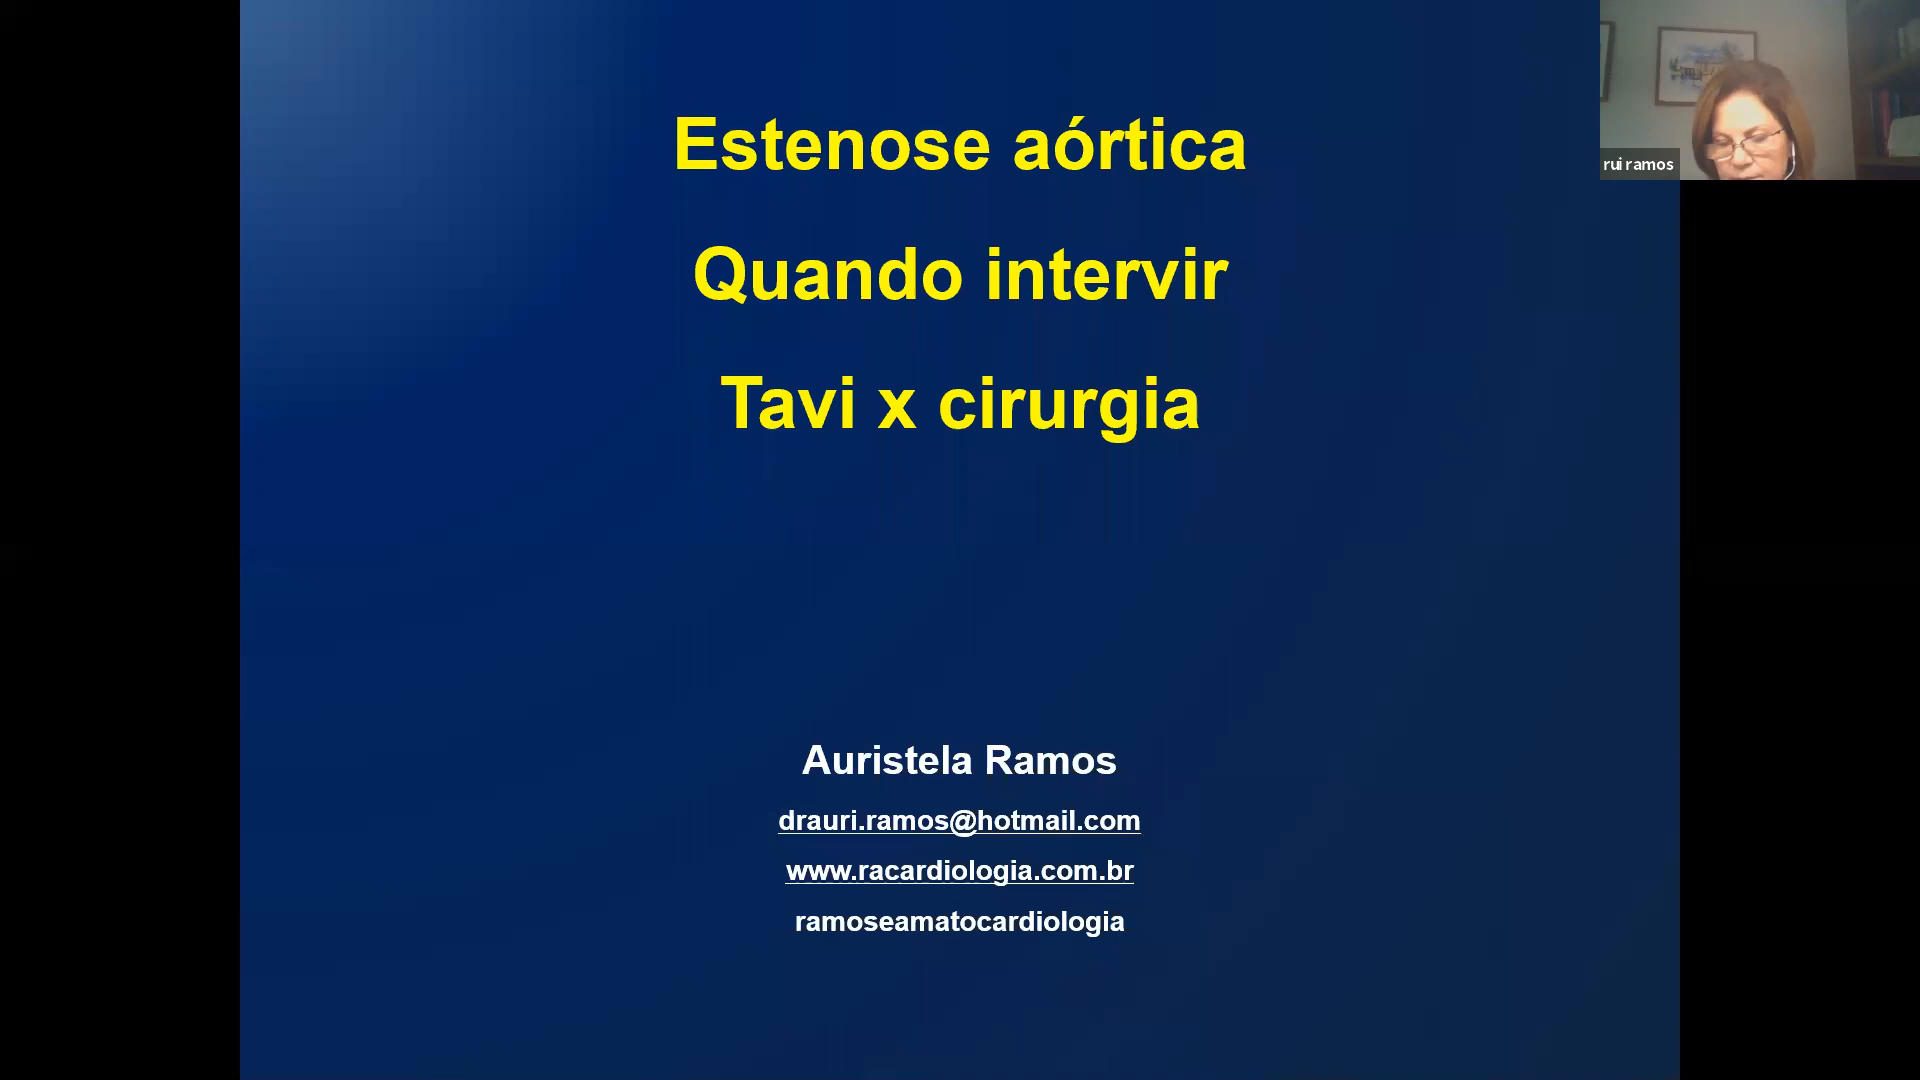 Estenose aórtica
Quando intervir
Tavi x cirurgia
rui ramos
Auristela Ramos
drauri.ramos@hotmail.com
www.racardiologia.com.br
ramoseamatocardiologia